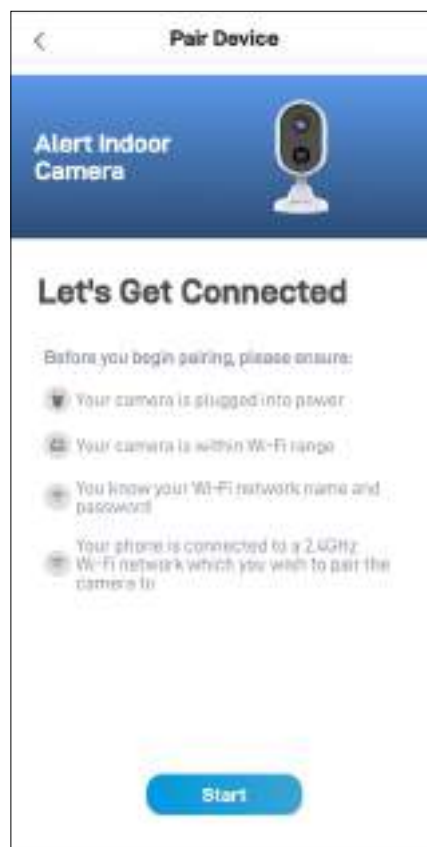 Pair Device
Alert Indoor
Camera
Let's Get Connected
Before you begin pairing, please ensure:
Your camera is plugged into power
Your camera is within Wi-Fi range
You know your Wi-Fi network name and
password
Your phone is connected to a 2.4GHz
Wi-Fi network which you wish to pair the
camera to
Start